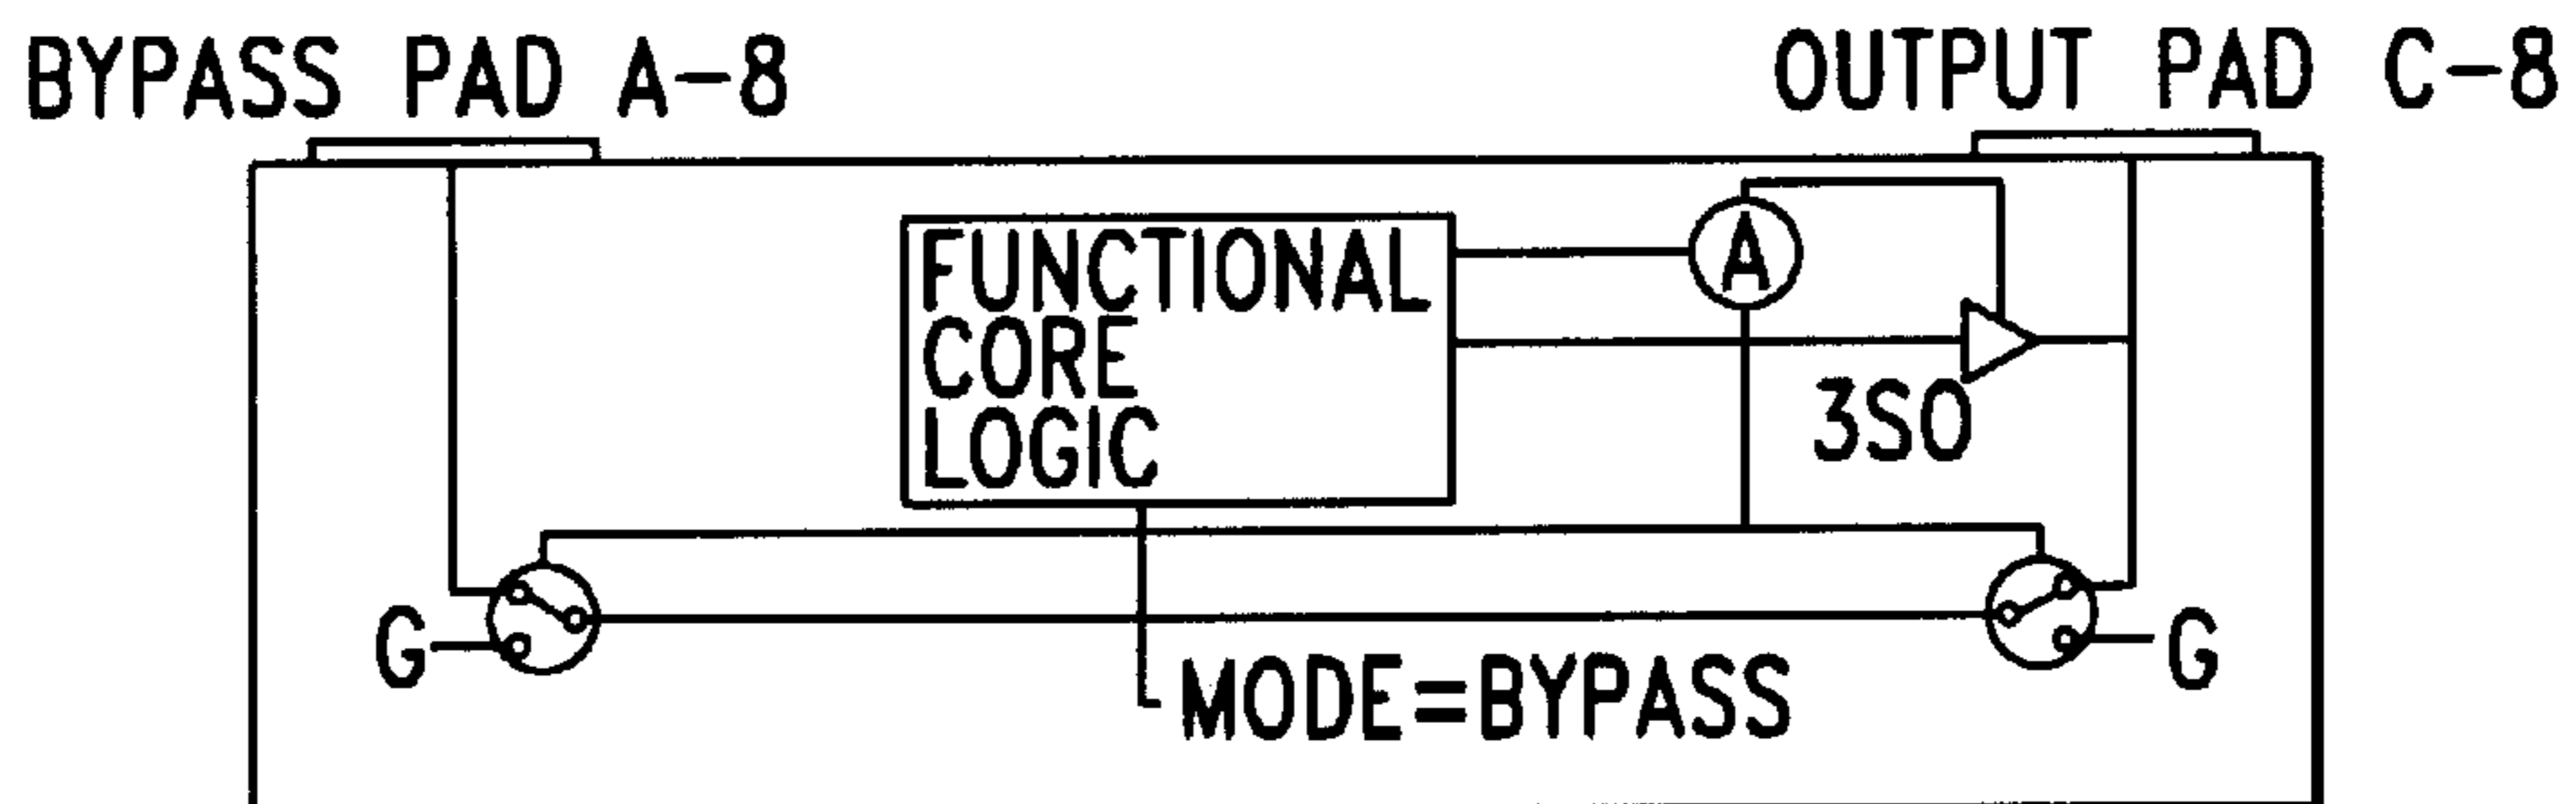 BYPASS PAD A-8
OUTPUT PAD C-8
FUNCTIONAL
CORE
LOGIC
A
3SO
G
G
MODE=BYPASS